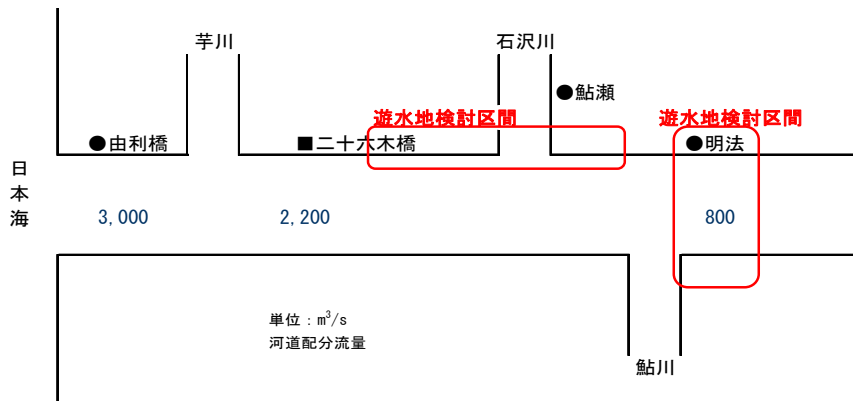 芋川
石沢川
●鮎瀬
遊水地検討区間
遊水地検討区間
●由利橋
■二十六木橋
●明法
日本海
3,000
2,200
800
単位：m³/s
河道配分流量
鮎川